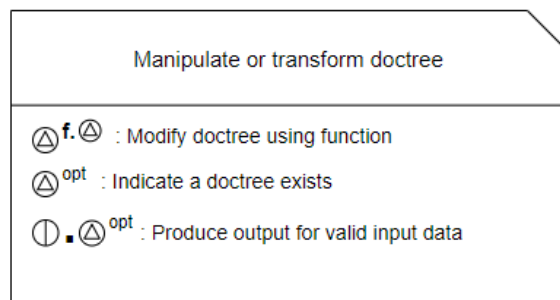 Manipulate or transform doctree
f. : Modify doctree using function
opt : Indicate a doctree exists
. opt : Produce output for valid input data